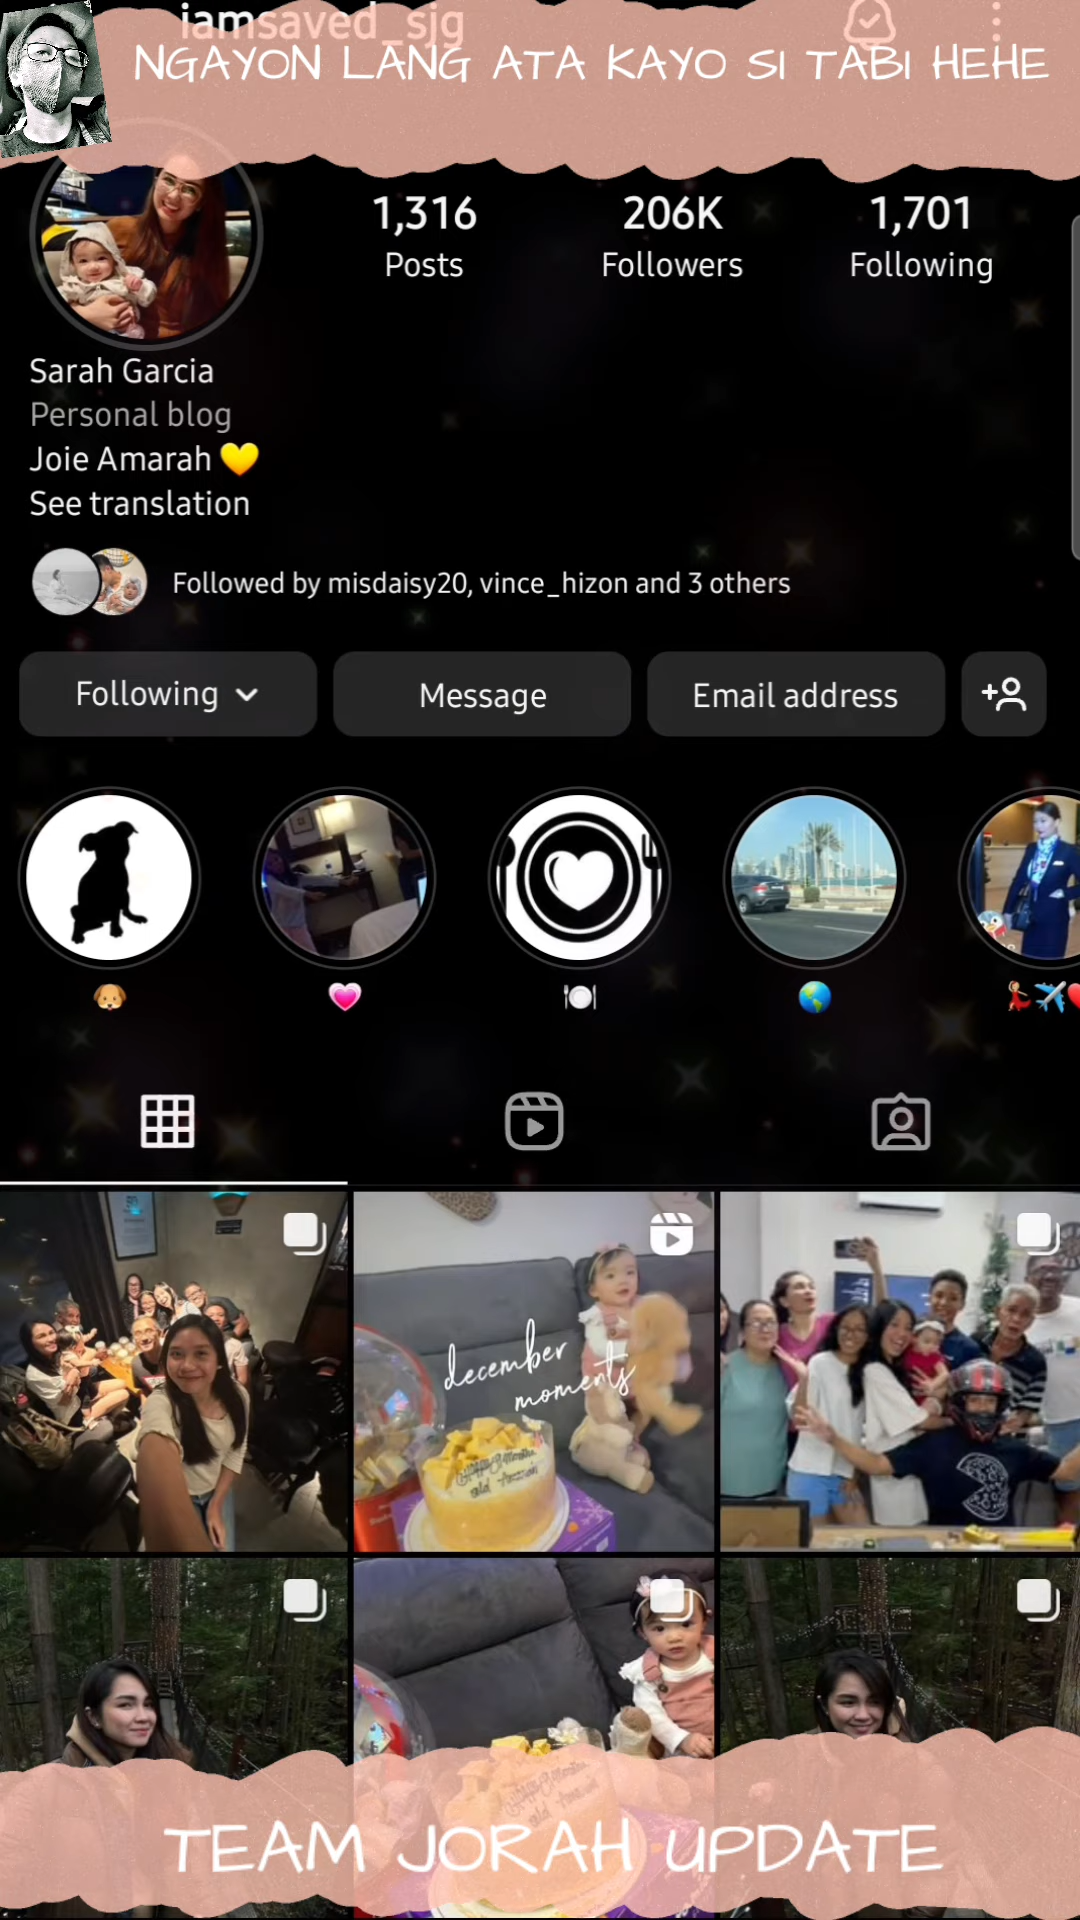 iamsaved_sjg
NGAYON LANG ATA KAYO SI TABI HEHE
1,316
Posts
206K
Followers
1,701
Following
Sarah Garcia
Personal blog
Joie Amarah 💛
See translation
Followed by misdaisy20, vince_hizon and 3 others
Following
Message
Email address
december
moments
TEAM JORAH UPDATE